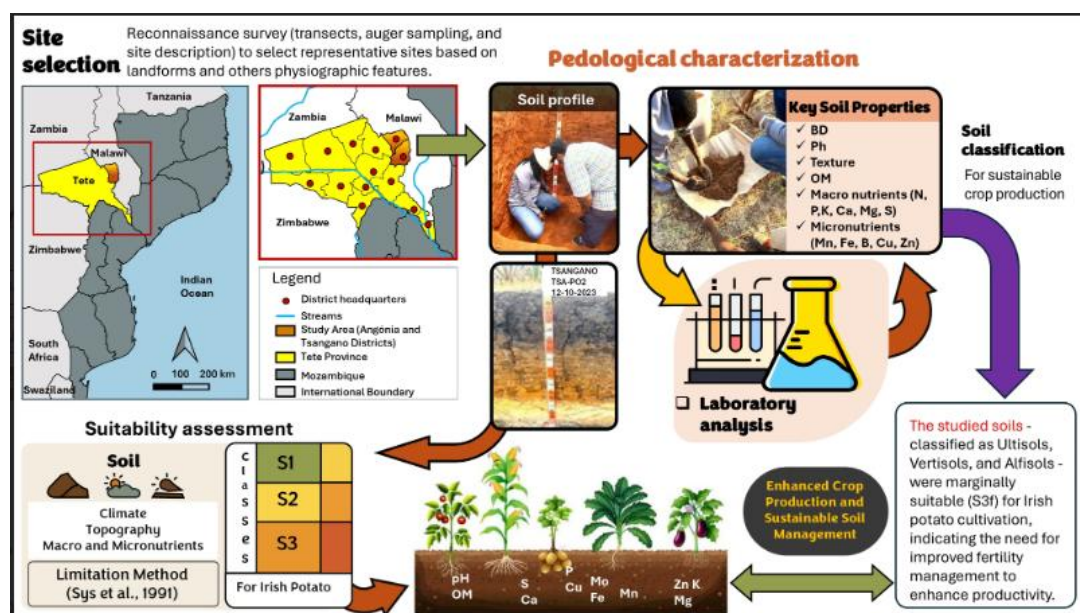 Site
selection
Reconnaissance survey (transects, auger sampling, and
site description) to select representative sites based on
landforms and others physiographic features.
Pedological characterization
Tanzania
Zambia
Malawi
Tete
Zimbabwe
Indian
Ocean
South
Africa
Swaziland
0 100 200 km
Zambia
Malawi
Zimbabwe
Legend
District headquarters
Streams
Study Area (Angónia and
Tsangano Districts)
Tete Province
Mozambique
International Boundary
Soil profile
TSANGANO
TSA-PO2
12-10-2023
Key Soil Properties
✓ BD
✓ Ph
✓ Texture
✓ OM
✓ Macro nutrients (N,
P,K, Ca, Mg, S)
✓ Micronutrients
(Mn, Fe, B, Cu, Zn)
Soil
classification
For sustainable
crop production
❑ Laboratory
analysis
Suitability assessment
Soil
Climate
Topography
Macro and Micronutrients
Limitation Method
(Sys et al., 1991)
classes
S1
S2
S3
For Irish Potato
pH
OM
S
Ca
P
Cu
Mo
Fe
Mn
Zn K
Mg
Enhanced Crop
Production and
Sustainable Soil
Management
The studied soils -
classified as Ultisols,
Vertisols, and Alfisols -
were marginally
suitable (S3f) for Irish
potato cultivation,
indicating the need for
improved fertility
management to
enhance productivity.